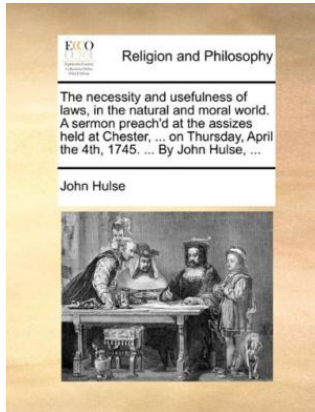 ECCO
Religion and Philosophy
The necessity and usefulness of
laws, in the natural and moral world.
A sermon preach'd at the assizes
held at Chester, ... on Thursday, April
the 4th, 1745. ... By John Hulse, ...
John Hulse